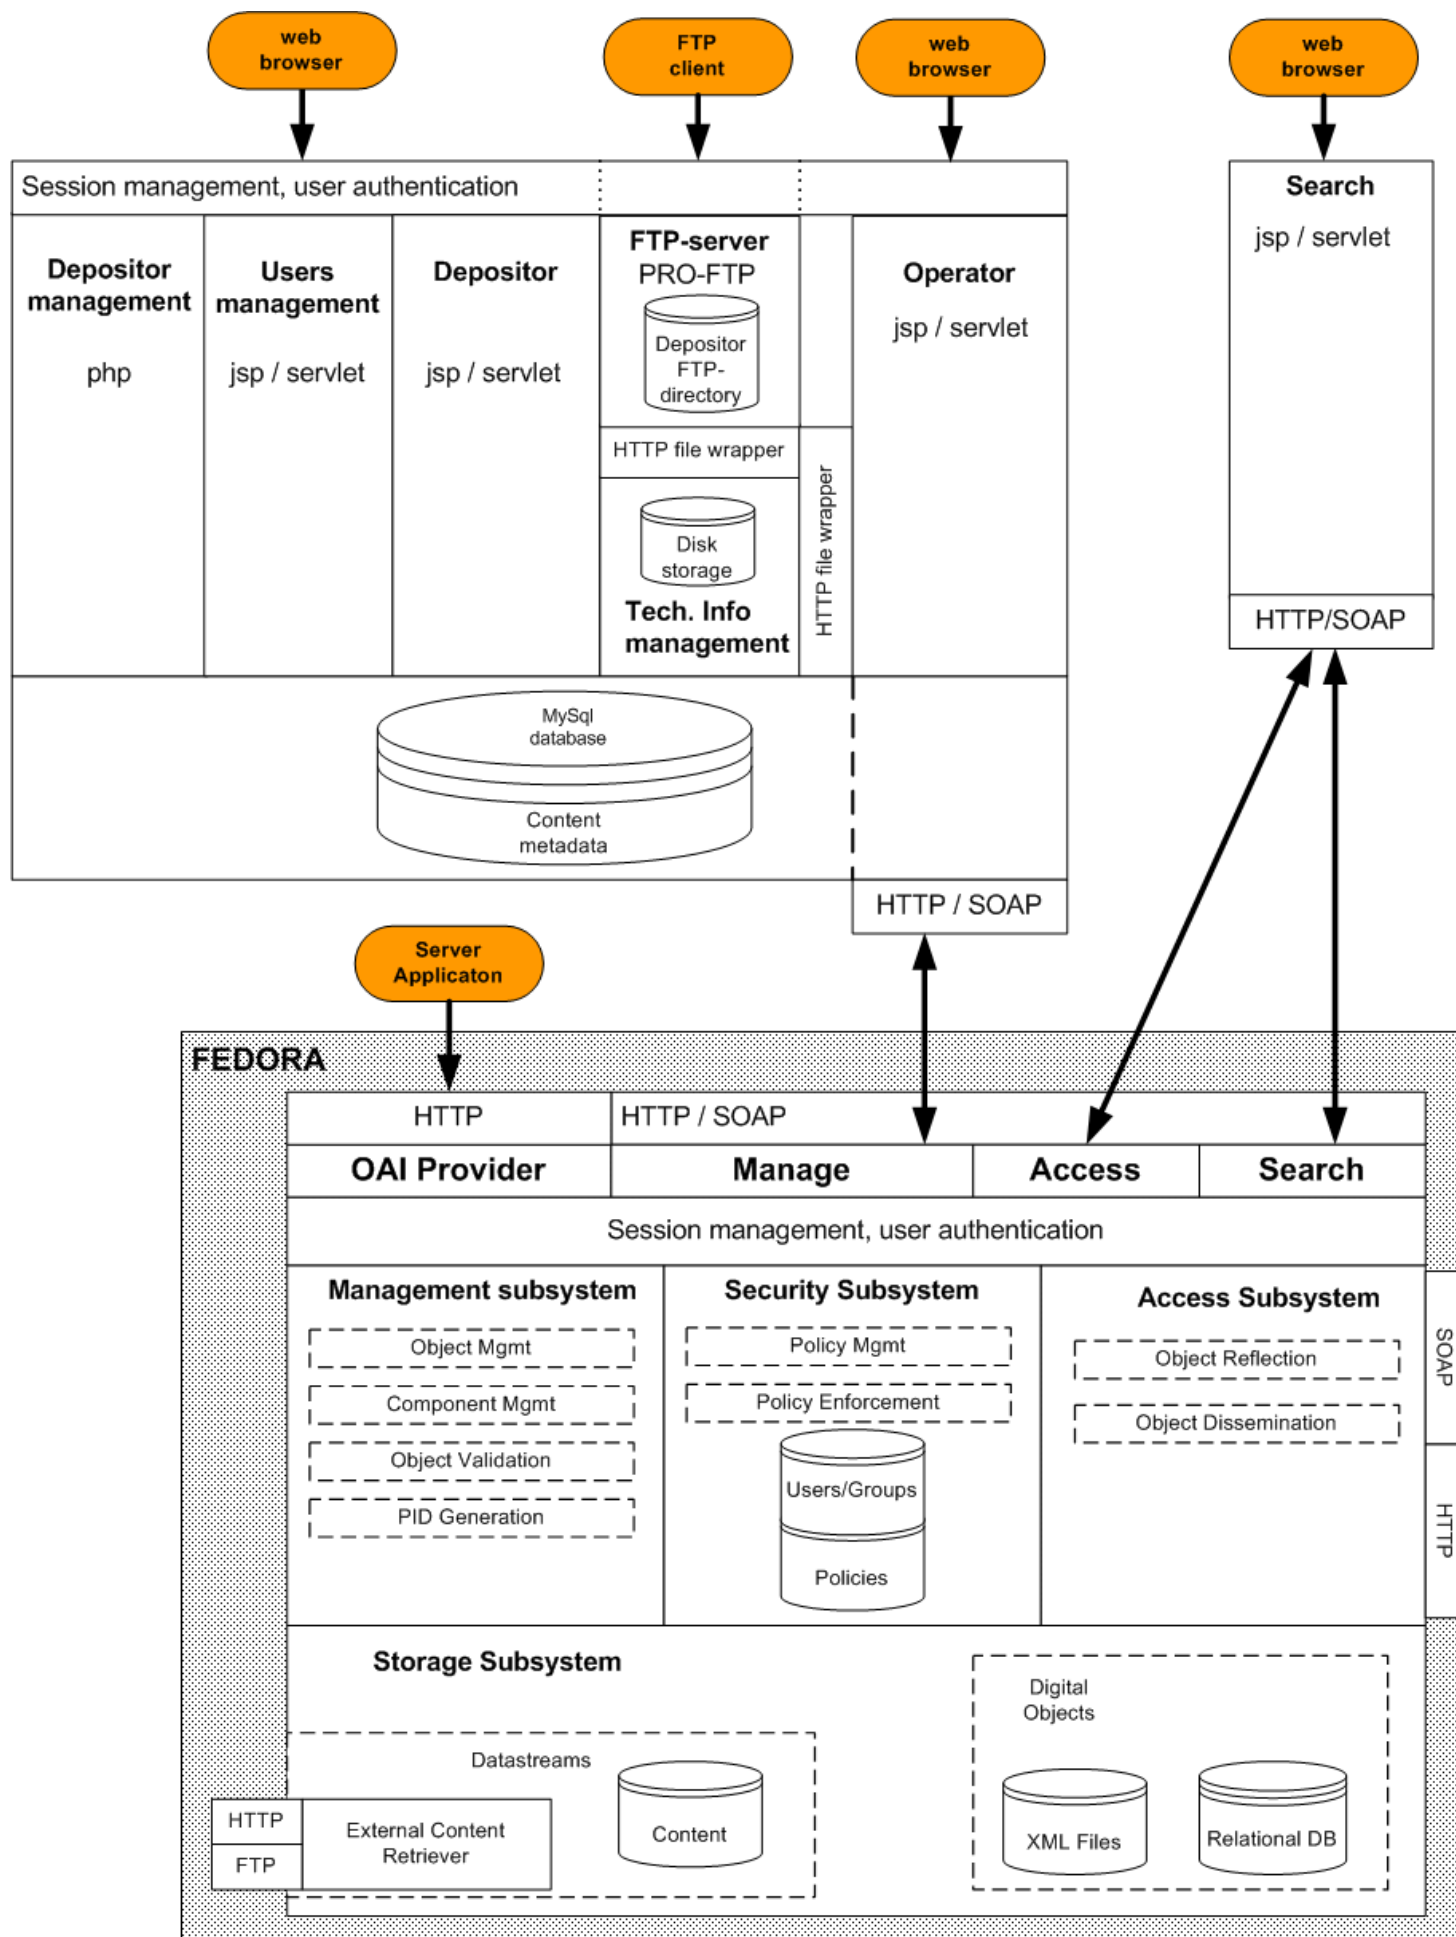 web
browser
FTP
client
web
browser
web
browser
Session management, user authentication
Depositor
management
php
Users
management
jsp / servlet
Depositor
jsp / servlet
FTP-server
PRO-FTP
Depositor
FTP-
directory
HTTP file wrapper
Disk
storage
Tech. Info
management
HTTP file wrapper
Operator
jsp / servlet
Search
jsp / servlet
HTTP/SOAP
MySql
database
Content
metadata
HTTP / SOAP
Server
Applicaton
FEDORA
HTTP
HTTP / SOAP
OAI Provider
Manage
Access
Search
Session management, user authentication
Management subsystem
Object Mgmt
Component Mgmt
Object Validation
PID Generation
Security Subsystem
Policy Mgmt
Policy Enforcement
Users/Groups
Policies
Access Subsystem
Object Reflection
Object Dissemination
SOAP
HTTP
Storage Subsystem
Datastreams
HTTP
FTP
External Content
Retriever
Content
Digital
Objects
XML Files
Relational DB